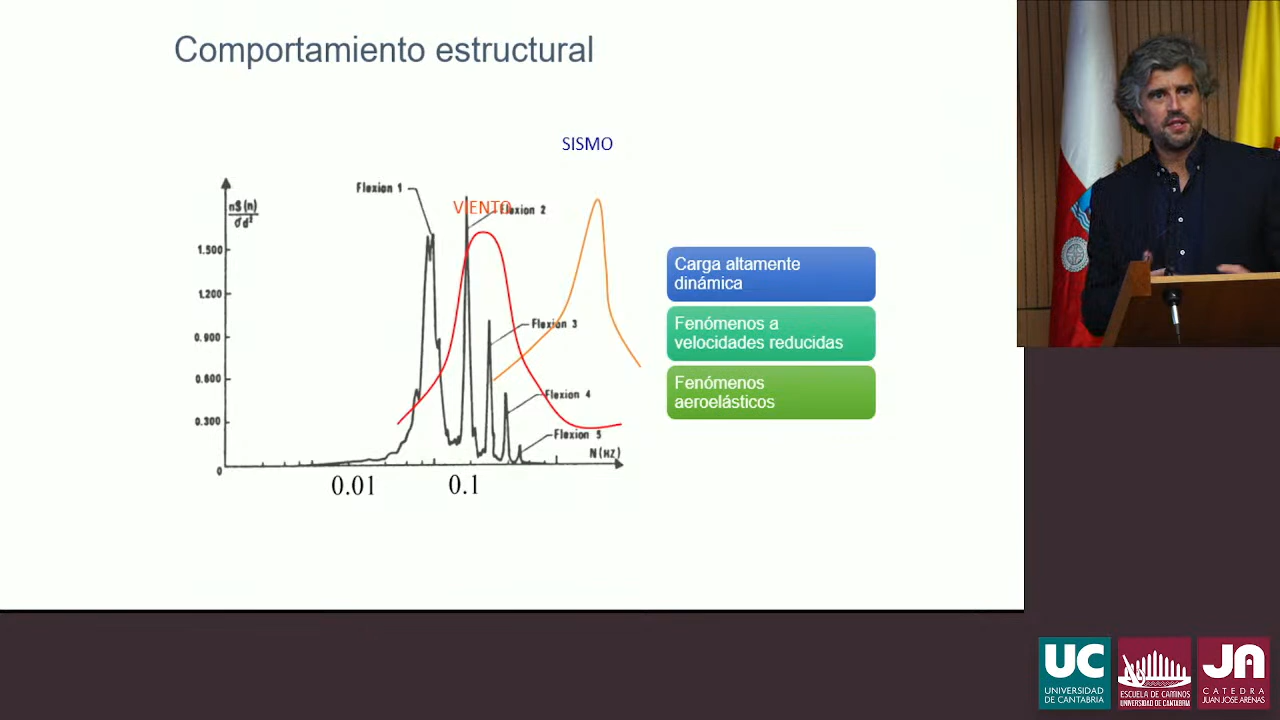 Comportamiento estructural
SISMO
Flexion 1
VIENTO
Flexion 2
nS(n)
σd²
1.500
1.200
0.900
0.600
0.300
0
Flexion 3
Flexion 4
Flexion 5
N(HZ)
0.01
0.1
Carga altamente
dinámica
Fenómenos a
velocidades reducidas
Fenómenos
aeroelásticos
UC
UNIVERSIDAD
DE CANTABRIA
ESCUELA DE CAMINOS
UNIVERSIDAD DE CANTABRIA
JA
CATEDRA
JUAN JOSE ARENAS